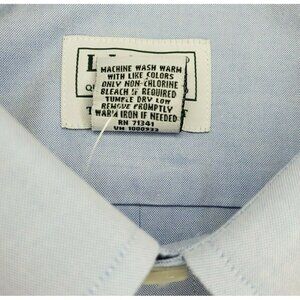 MACHINE WASH WARM
WITH LIKE COLORS
ONLY NON-CHLORINE
BLEACH IF REQUIRED
TUMBLE DRY LOW
REMOVE PROMPTLY
WARM IRON IF NEEDED
RN 71341